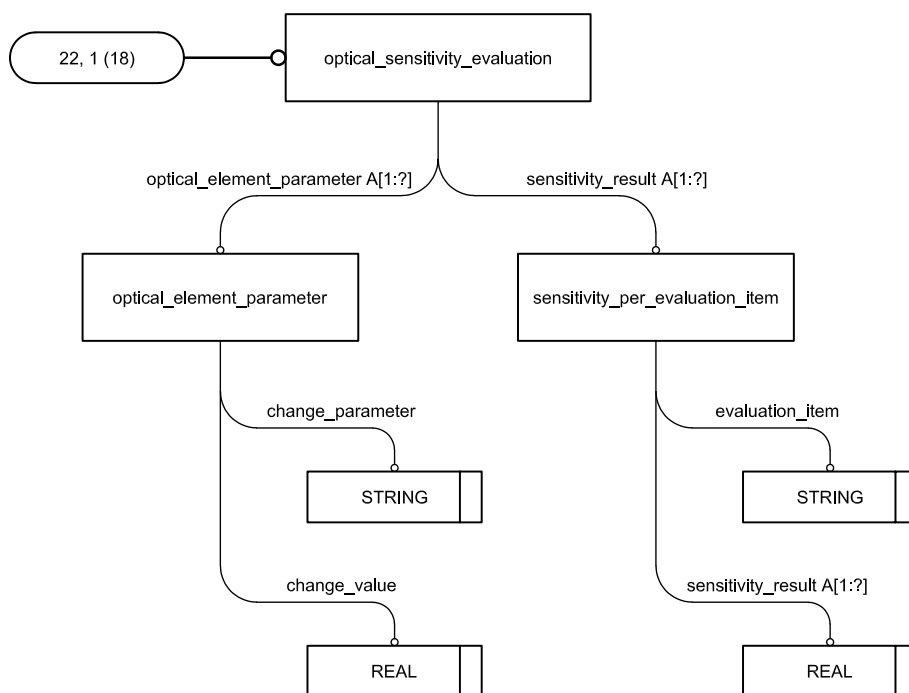 22, 1 (18)
optical_sensitivity_evaluation
optical_element_parameter A[1:?]
sensitivity_result A[1:?]
optical_element_parameter
sensitivity_per_evaluation_item
change_parameter
evaluation_item
STRING
STRING
change_value
sensitivity_result A[1:?]
REAL
REAL